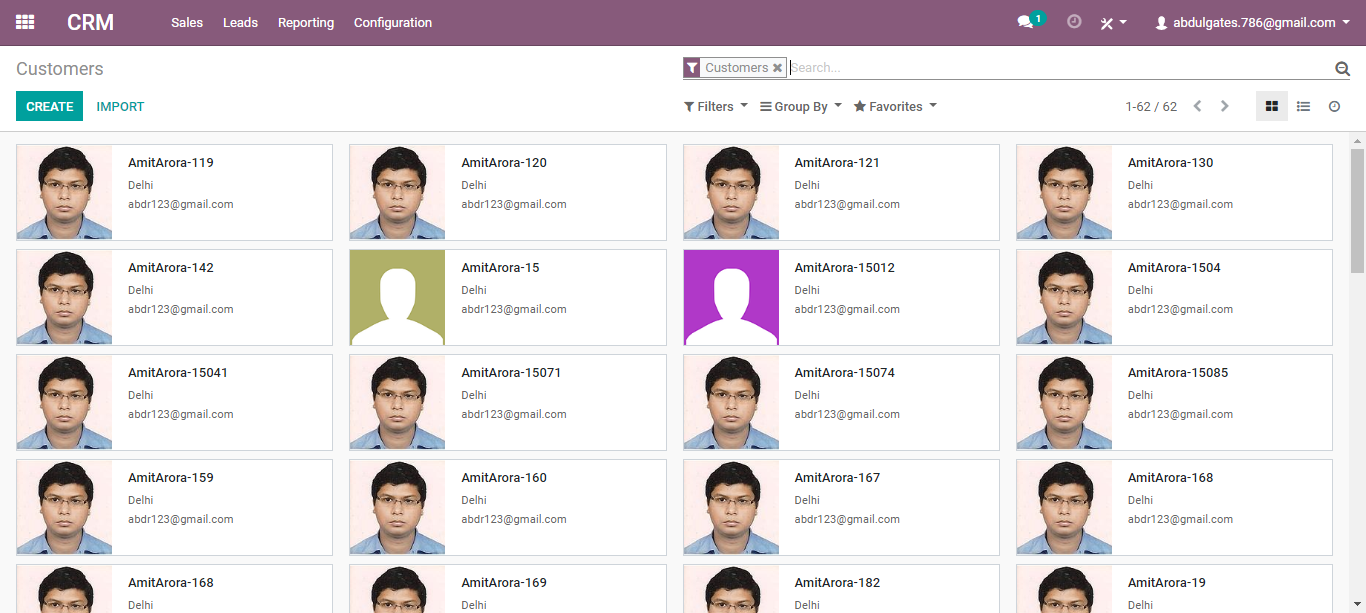 CRM Sales Leads Reporting Configuration 1 abdulgates.786@gmail.com
Customers Customers Search...
CREATE IMPORT Filters Group By Favorites 1-62 / 62
AmitArora-119 AmitArora-120 AmitArora-121 AmitArora-130
Delhi Delhi Delhi Delhi
abdr123@gmail.com abdr123@gmail.com abdr123@gmail.com abdr123@gmail.com
AmitArora-142 AmitArora-15 AmitArora-15012 AmitArora-1504
Delhi Delhi Delhi Delhi
abdr123@gmail.com abdr123@gmail.com abdr123@gmail.com abdr123@gmail.com
AmitArora-15041 AmitArora-15071 AmitArora-15074 AmitArora-15085
Delhi Delhi Delhi Delhi
abdr123@gmail.com abdr123@gmail.com abdr123@gmail.com abdr123@gmail.com
AmitArora-159 AmitArora-160 AmitArora-167 AmitArora-168
Delhi Delhi Delhi Delhi
abdr123@gmail.com abdr123@gmail.com abdr123@gmail.com abdr123@gmail.com
AmitArora-168 AmitArora-169 AmitArora-182 AmitArora-19
Delhi Delhi Delhi Delhi